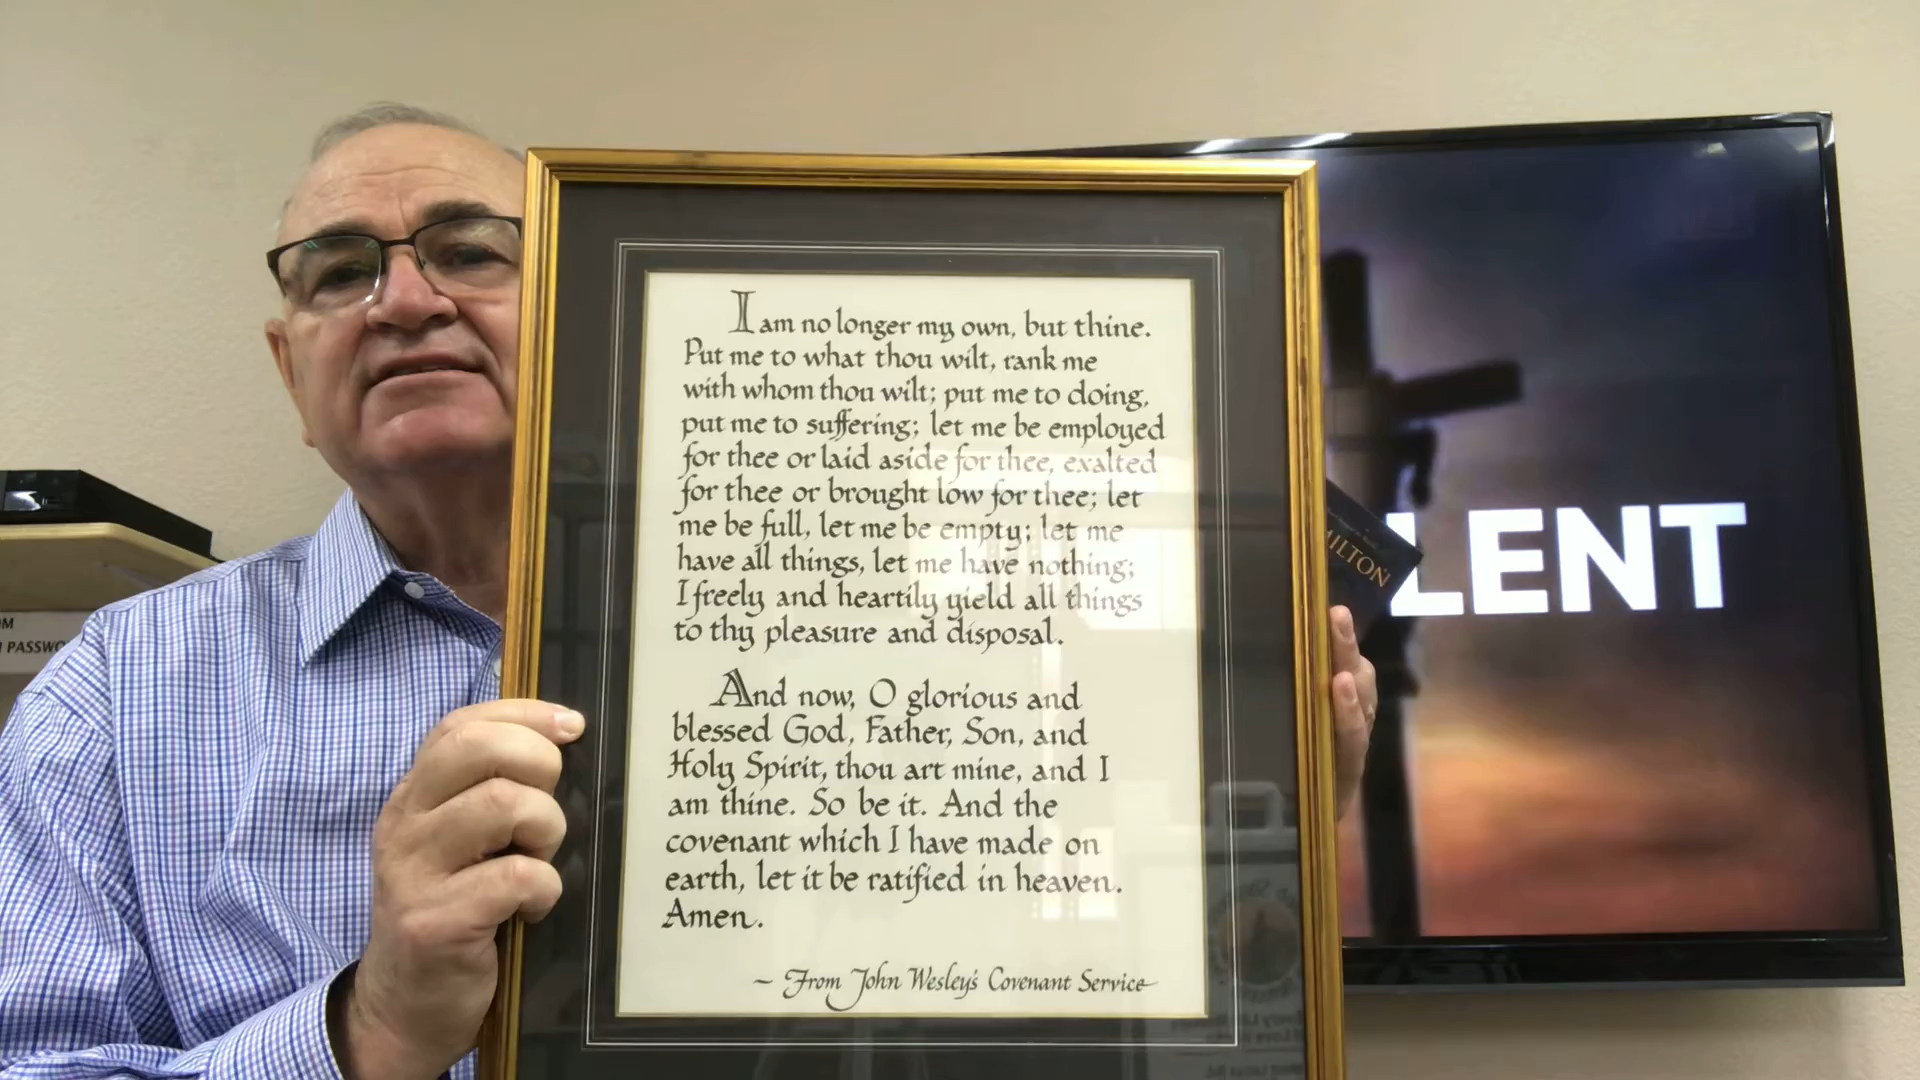 I am no longer my own, but thine.
Put me to what thou wilt, rank me
with whom thou wilt; put me to doing,
put me to suffering; let me be employed
for thee or laid aside for thee, exalted
for thee or brought low for thee; let
me be full, let me be empty; let me
have all things, let me have nothing;
I freely and heartily yield all things
to thy pleasure and disposal.
And now, O glorious and
blessed God, Father, Son, and
Holy Spirit, thou art mine, and I
am thine. So be it. And the
covenant which I have made on
earth, let it be ratified in heaven.
Amen.
~ From John Wesley's Covenant Service
ILTON
LENT
OM
PASSWO